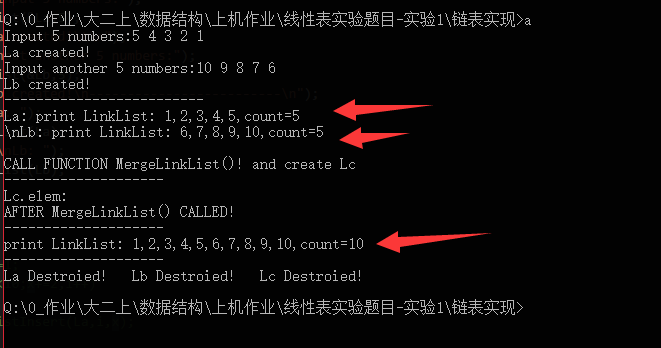 Q:\0_作业\大二上\数据结构\上机作业\线性表实验题目-实验1\链表实现>a
Input 5 numbers:5 4 3 2 1
La created!
Input another 5 numbers:10 9 8 7 6
Lb created!
-------------------------
La: print LinkList: 1,2,3,4,5,count=5
\nLb: print LinkList: 6,7,8,9,10,count=5
--------------------
CALL FUNCTION MergeLinkList()! and create Lc
--------------------
Lc.elem:
AFTER MergeLinkList() CALLED!
--------------------
print LinkList: 1,2,3,4,5,6,7,8,9,10,count=10
--------------------
La Destroied!   Lb Destroied!   Lc Destroied!
Q:\0_作业\大二上\数据结构\上机作业\线性表实验题目-实验1\链表实现>